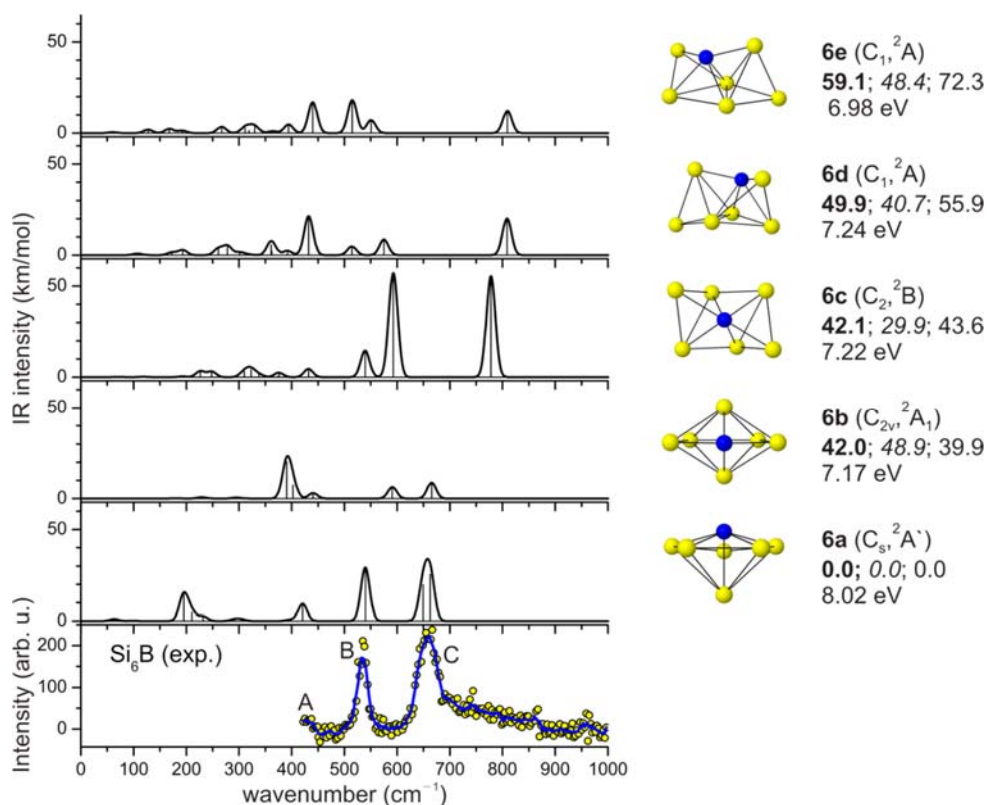 50
0
50
0
50
0
50
0
50
0
200
100
0
IR intensity (km/mol)
Intensity (arb. u.)
Si₆B (exp.)
A
B
C
0 100 200 300 400 500 600 700 800 900 1000
wavenumber (cm⁻¹)
6e (C₁, ²A)
59.1; 48.4; 72.3
6.98 eV
6d (C₁, ²A)
49.9; 40.7; 55.9
7.24 eV
6c (C₂, ²B)
42.1; 29.9; 43.6
7.22 eV
6b (C₂ᵥ, ²A₁)
42.0; 48.9; 39.9
7.17 eV
6a (Cₛ, ²A`)
0.0; 0.0; 0.0
8.02 eV